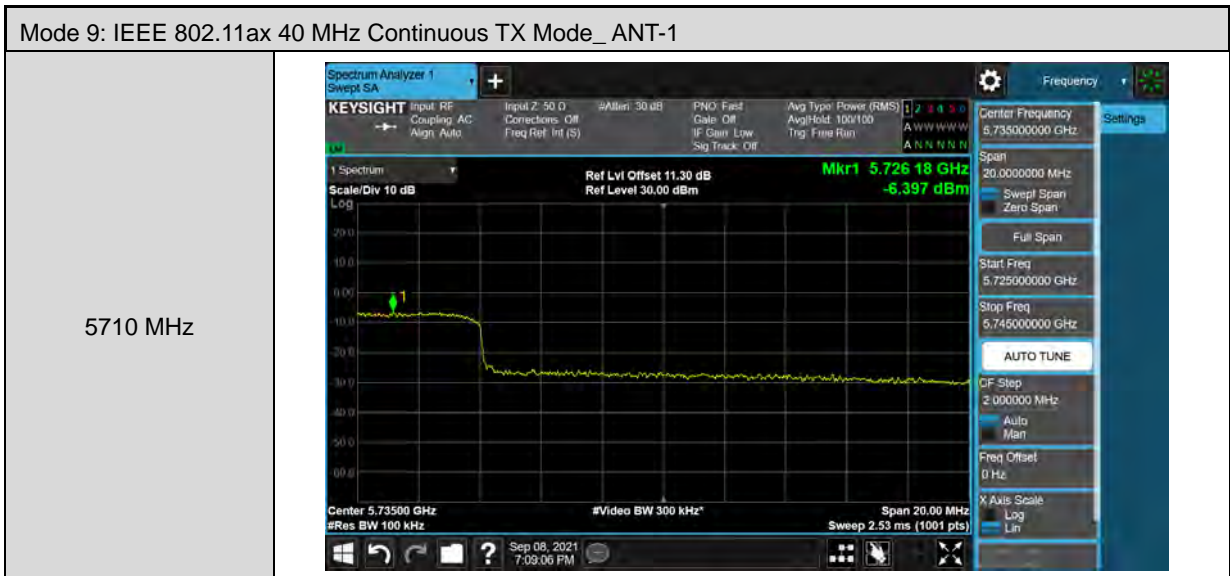 Mode 9: IEEE 802.11ax 40 MHz Continuous TX Mode_ ANT-1
5710 MHz
Spectrum Analyzer 1
Swept SA
+
Frequency
KEYSIGHT
Input: RF
Coupling: AC
Align: Auto
Input Z: 50 Ω
Corrections: Off
Freq Ref: Int (S)
#Atten: 30 dB
PNO: Fast
Gate: Off
IF Gain: Low
Sig Track: Off
Avg Type: Power (RMS)
Avg|Hold: 100/100
Trig: Free Run
1 2 3 4 5 6
A W W W W W
A N N N N N
1 Spectrum
Scale/Div 10 dB
Log
Ref Lvl Offset 11.30 dB
Ref Level 30.00 dBm
Mkr1 5.726 18 GHz
-6.397 dBm
20.0
10.0
0.00
-10.0
-20.0
-30.0
-40.0
-50.0
-60.0
1
Center 5.73500 GHz
#Res BW 100 kHz
#Video BW 300 kHz*
Span 20.00 MHz
Sweep 2.53 ms (1001 pts)
Center Frequency
5.735000000 GHz
Settings
Span
20.0000000 MHz
Swept Span
Zero Span
Full Span
Start Freq
5.725000000 GHz
Stop Freq
5.745000000 GHz
AUTO TUNE
CF Step
2.000000 MHz
Auto
Man
Freq Offset
0 Hz
X Axis Scale
Log
Lin
?
Sep 08, 2021
7:09:06 PM